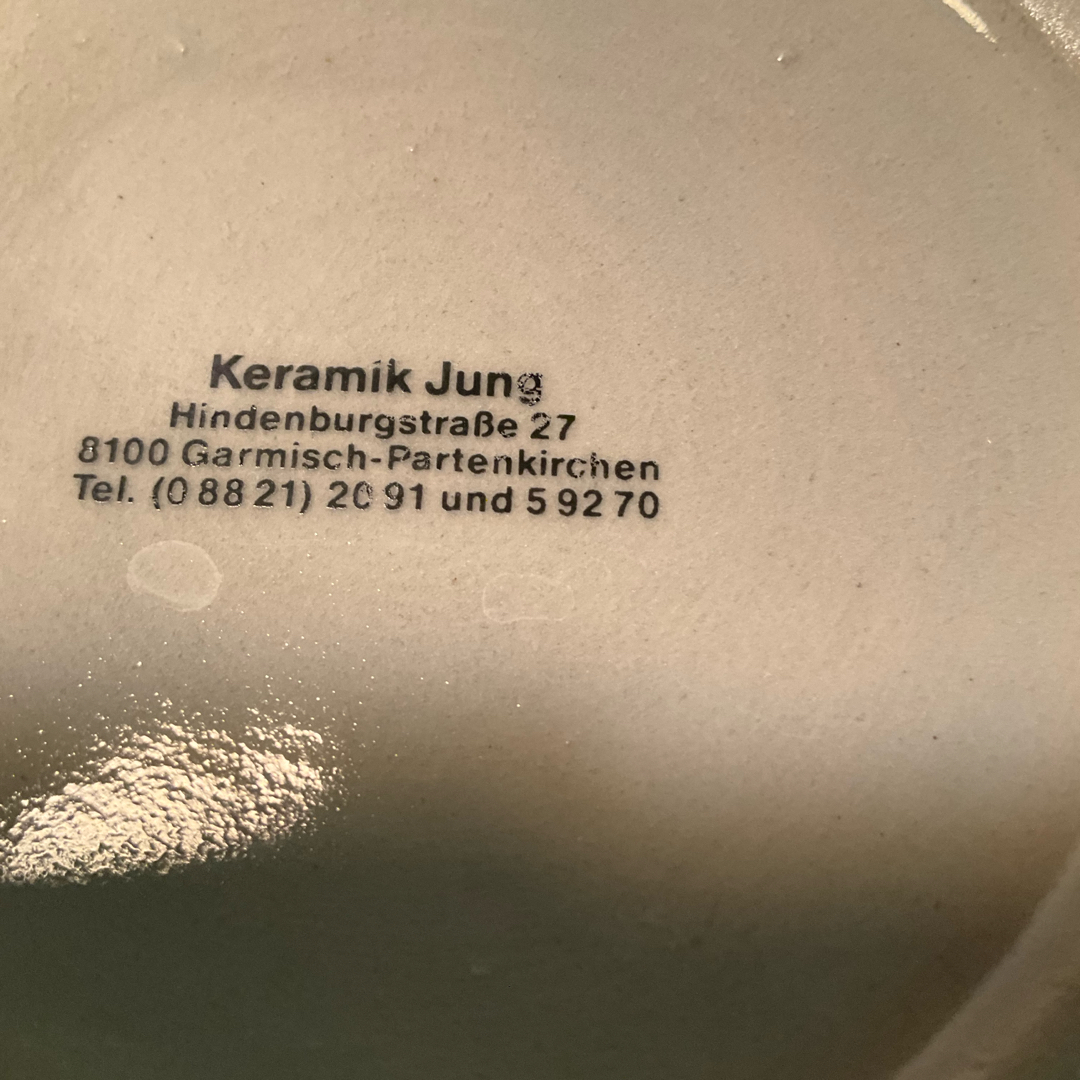 Keramik Jung
Hindenburgstraße 27
8100 Garmisch-Partenkirchen
Tel. (0 88 21) 20 91 und 5 92 70